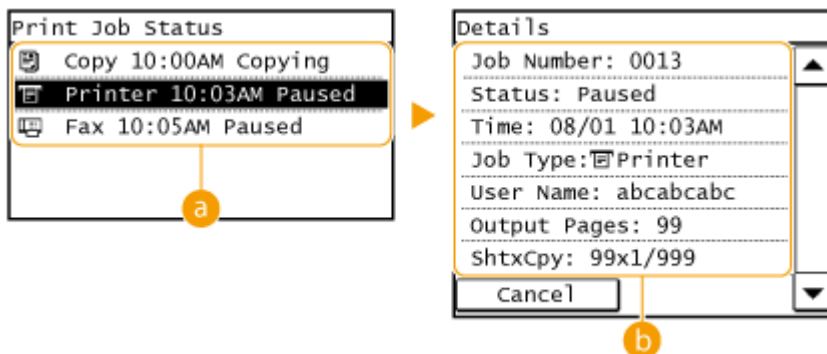 Print Job Status
Copy 10:00AM Copying
Printer 10:03AM Paused
Fax 10:05AM Paused
a
Details
Job Number: 0013
Status: Paused
Time: 08/01 10:03AM
Job Type: Printer
User Name: abcabcabc
Output Pages: 99
ShtxCpy: 99x1/999
Cancel
b